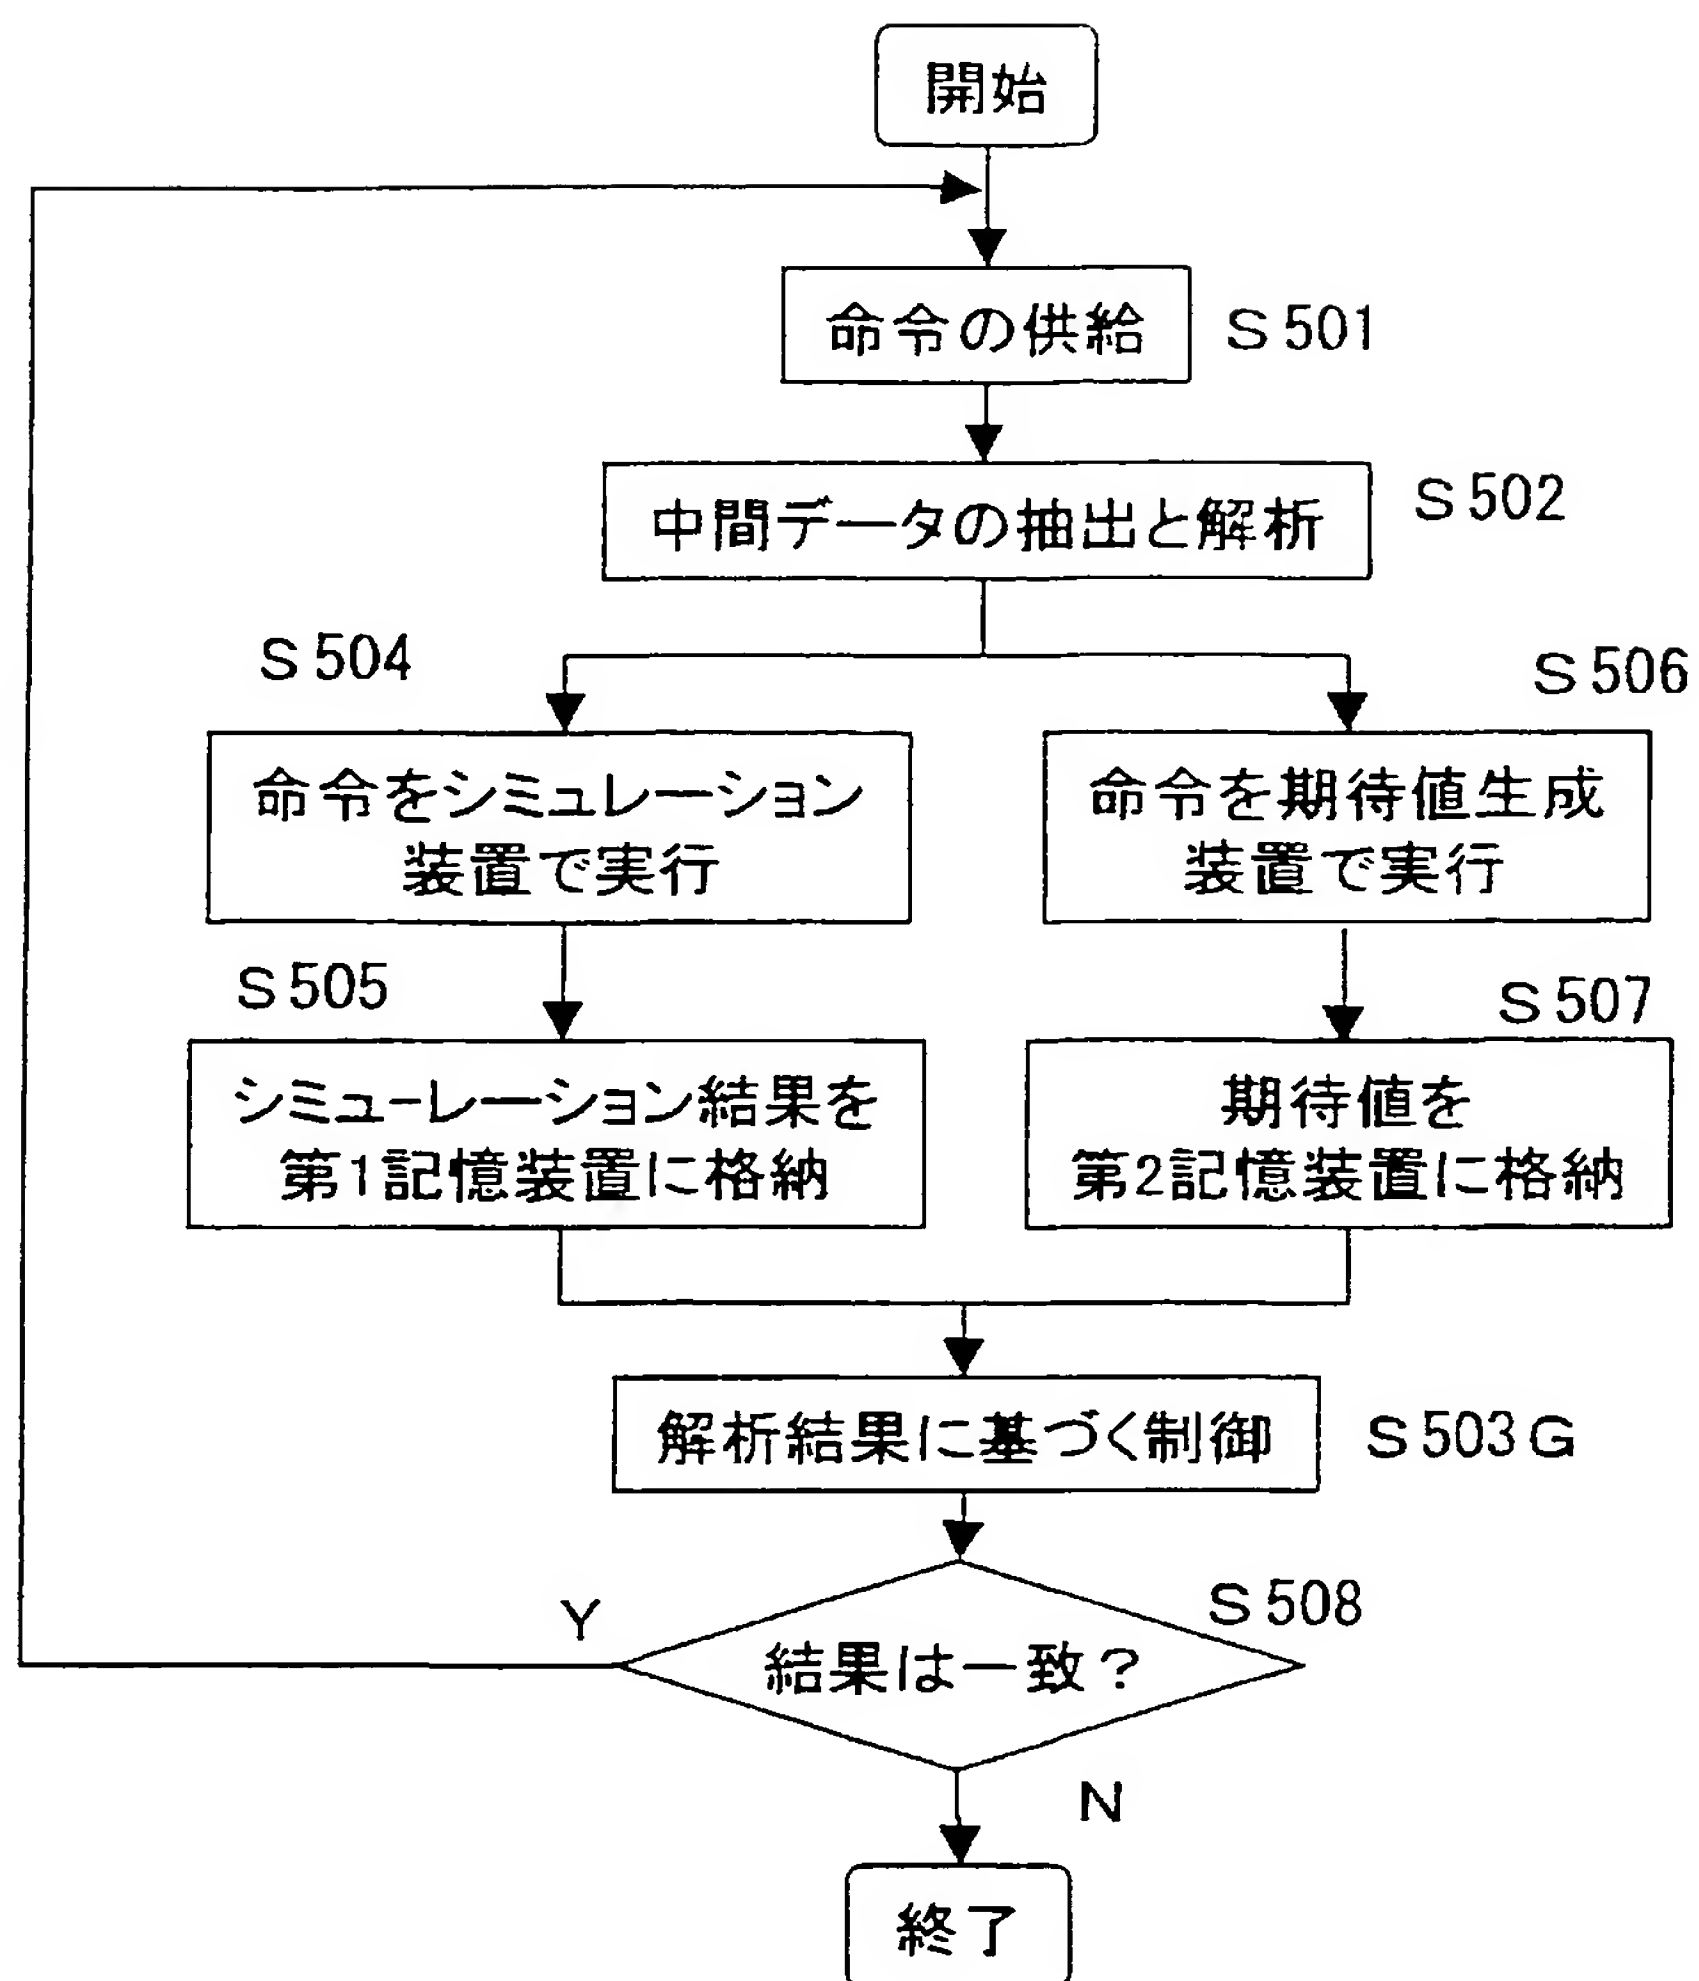 開始
命令の供給
S501
中間データの抽出と解析
S502
S504
命令をシミュレーション
装置で実行
S506
命令を期待値生成
装置で実行
S505
シミュ-レーション結果を
第1記憶装置に格納
S507
期待値を
第2記憶装置に格納
解析結果に基づく制御
S503G
S508
Y
結果は一致?
N
終了